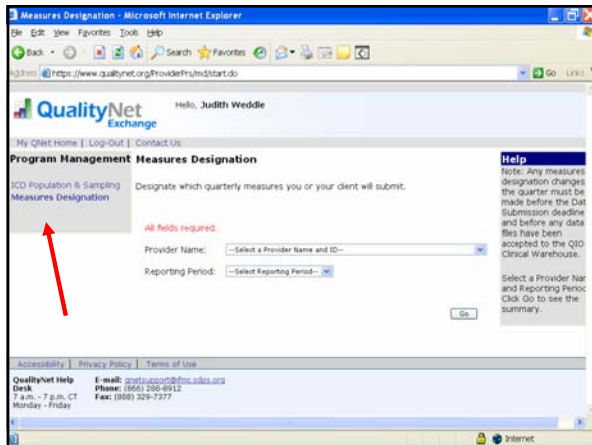 Measures Designation - Microsoft Internet Explorer
File Edit View Favorites Tools Help
Back Search Favorites
Address https://www.qualitynet.org/ProviderPrs/md/start.do Go Links
QualityNet Exchange
Hello, Judith Weddle
My QNet Home | Log-Out | Contact Us
Program Management
ICD Population & Sampling
Measures Designation
Measures Designation
Designate which quarterly measures you or your client will submit.
All fields required.
Provider Name: --Select a Provider Name and ID--
Reporting Period: --Select Reporting Period--
Go
Help
Note: Any measures
designation changes
the quarter must be
made before the Dat
Submission deadline
and before any data
files have been
accepted to the QIO
Clinical Warehouse.
Select a Provider Nar
and Reporting Perioc
Click Go to see the
summary.
Accessibility | Privacy Policy | Terms of Use
QualityNet Help
Desk
7 a.m. - 7 p.m. CT
Monday - Friday
E-mail: qnetsupport@ifmc.sdps.org
Phone: (866) 288-8912
Fax: (888) 329-7377
Internet